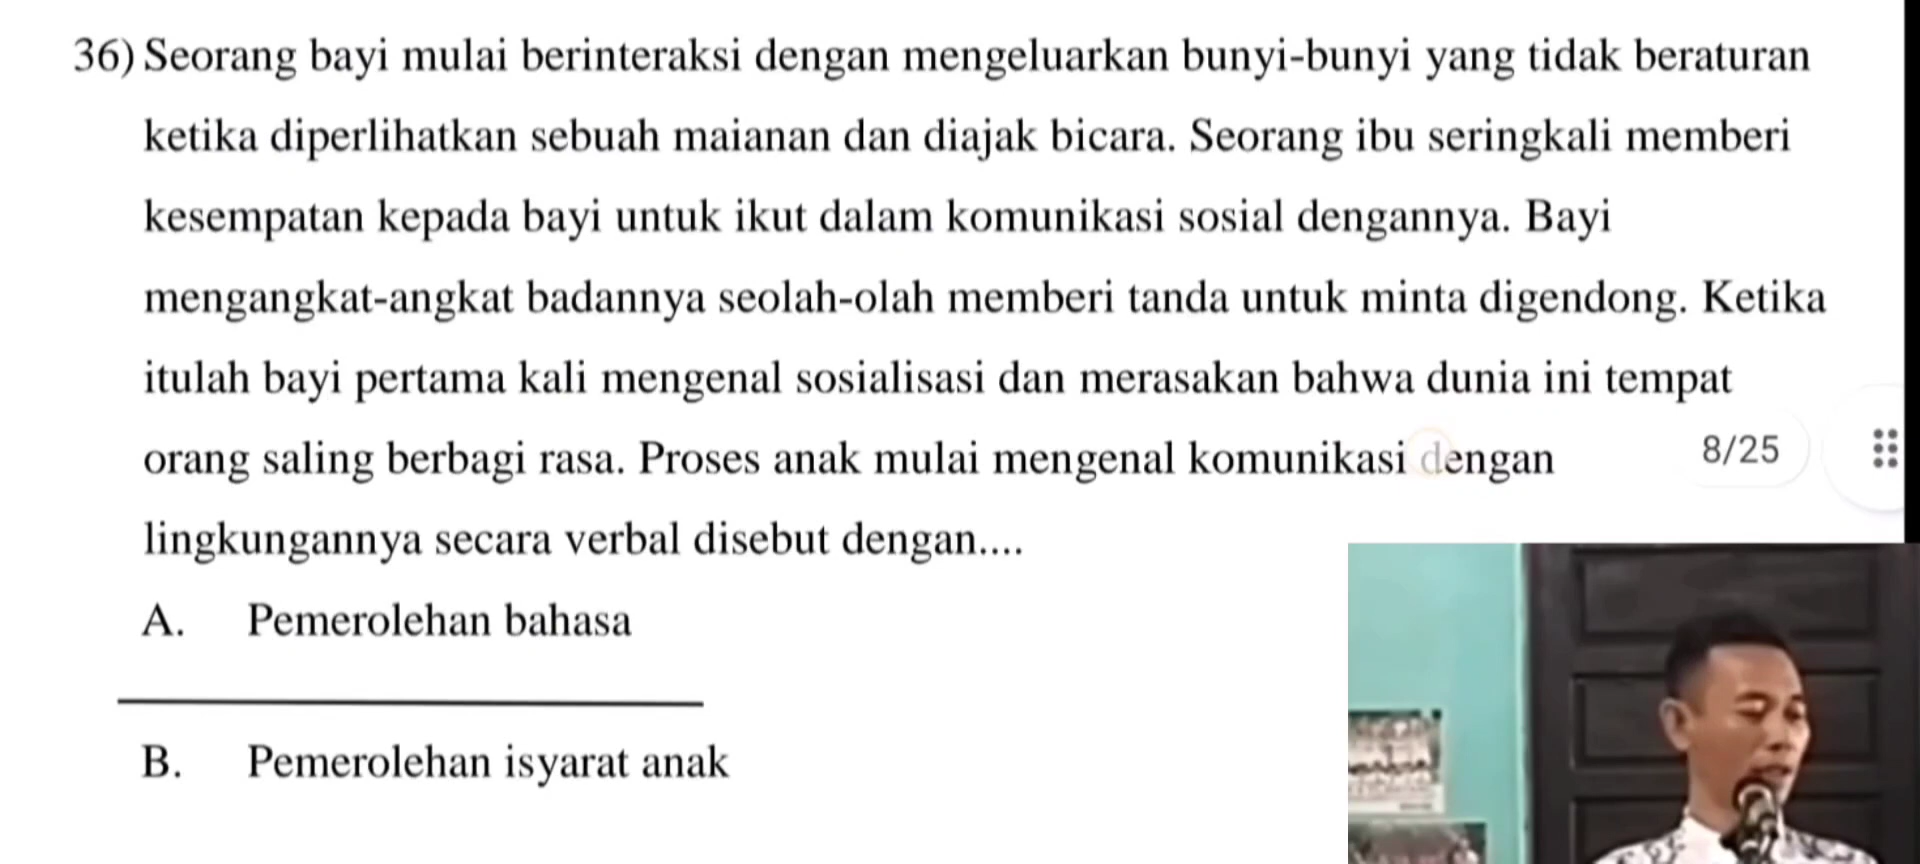 36) Seorang bayi mulai berinteraksi dengan mengeluarkan bunyi-bunyi yang tidak beraturan
ketika diperlihatkan sebuah maianan dan diajak bicara. Seorang ibu seringkali memberi
kesempatan kepada bayi untuk ikut dalam komunikasi sosial dengannya. Bayi
mengangkat-angkat badannya seolah-olah memberi tanda untuk minta digendong. Ketika
itulah bayi pertama kali mengenal sosialisasi dan merasakan bahwa dunia ini tempat
orang saling berbagi rasa. Proses anak mulai mengenal komunikasi dengan
8/25
lingkungannya secara verbal disebut dengan....
A. Pemerolehan bahasa
B. Pemerolehan isyarat anak